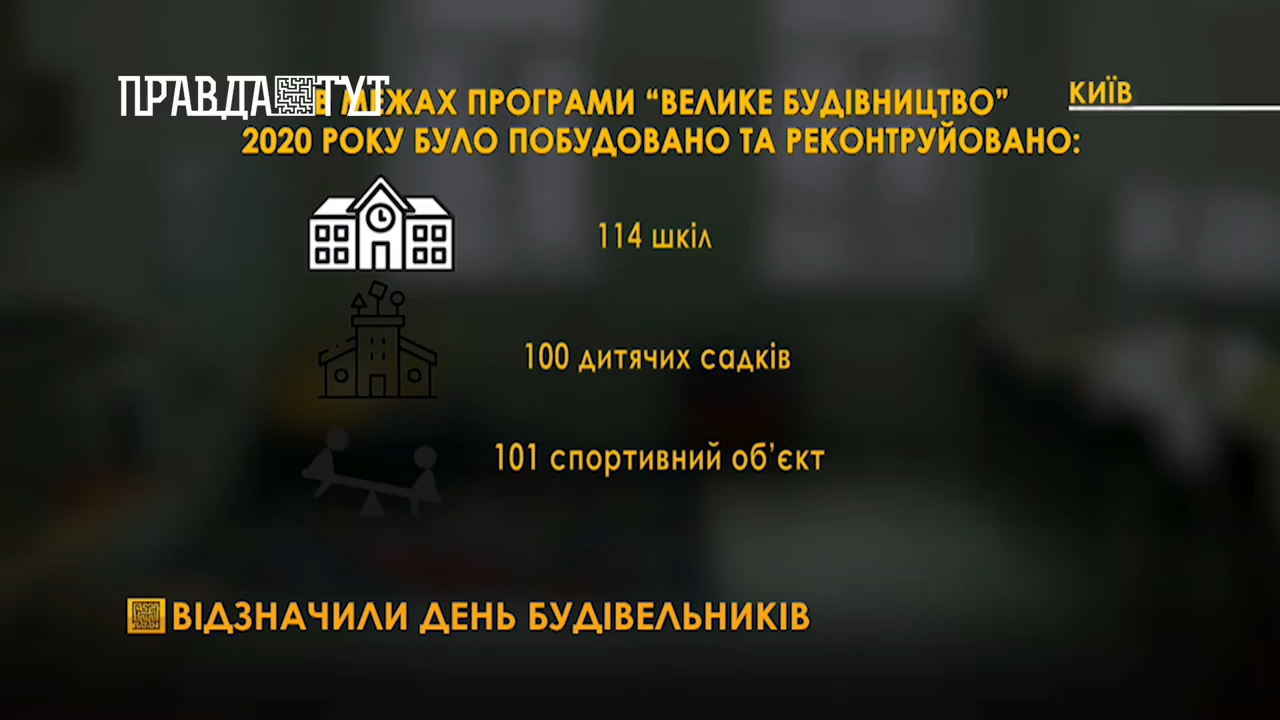 ПРАВДА ТУТ
В МЕЖАХ ПРОГРАМИ “ВЕЛИКЕ БУДІВНИЦТВО”
КИЇВ
2020 РОКУ БУЛО ПОБУДОВАНО ТА РЕКОНТРУЙОВАНО:
114 шкіл
100 дитячих садків
101 спортивний об’єкт
ВІДЗНАЧИЛИ ДЕНЬ БУДІВЕЛЬНИКІВ